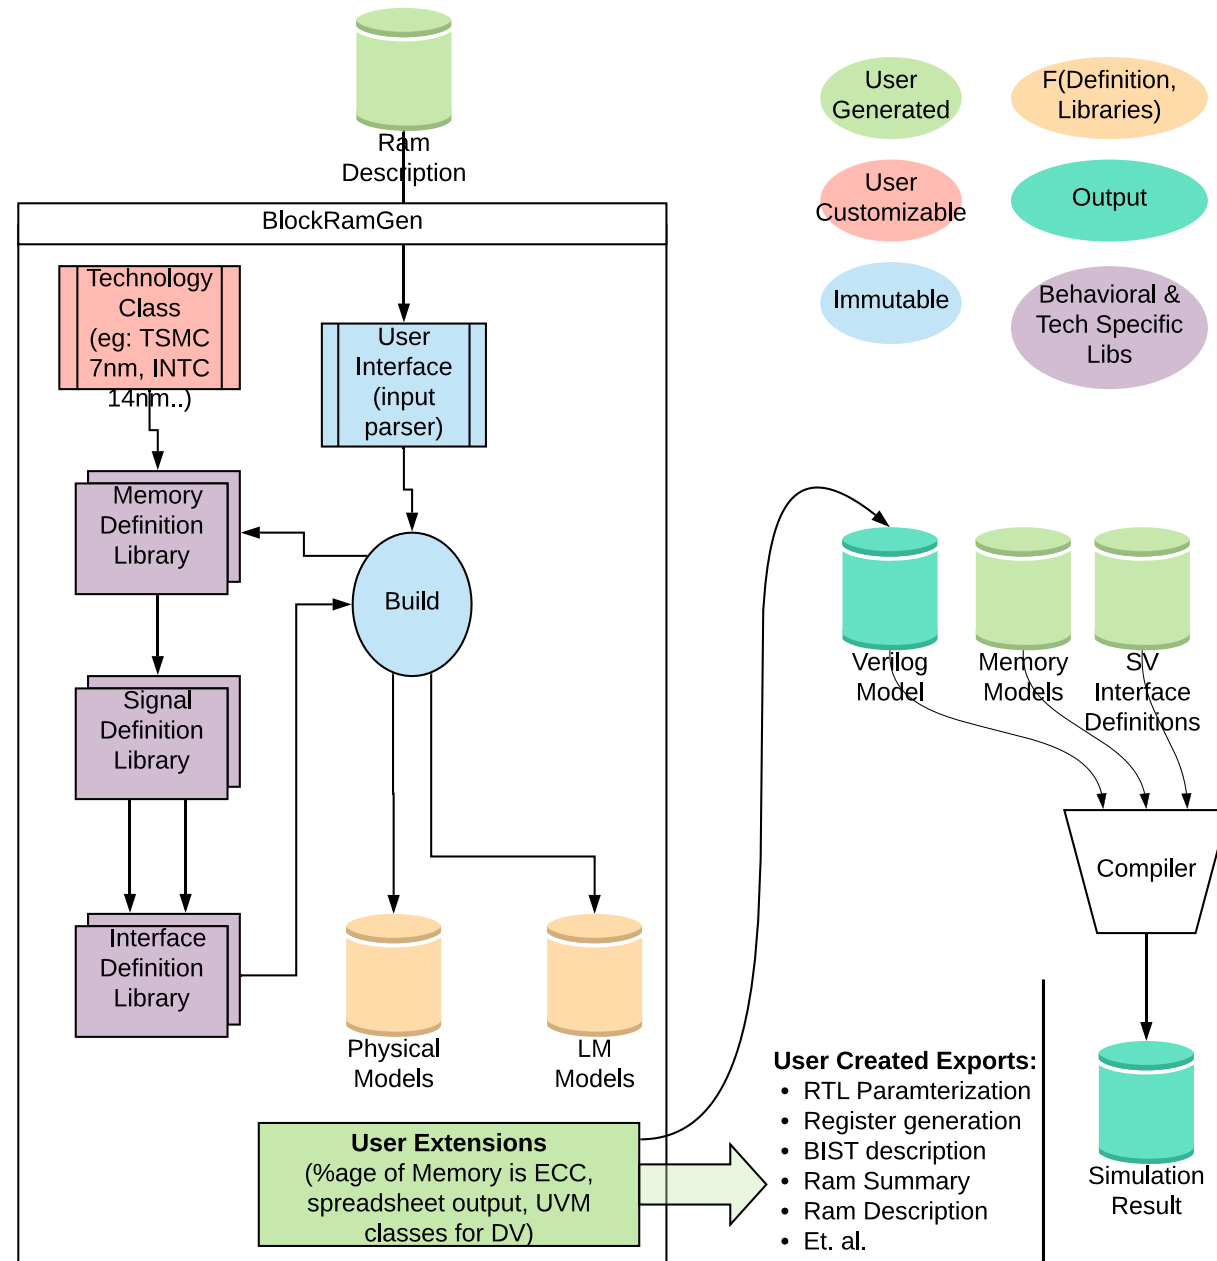 Ram
Description
User
Generated
F(Definition,
Libraries)
User
Customizable
Output
Immutable
Behavioral &
Tech Specific
Libs
BlockRamGen
Technology
Class
(eg: TSMC
7nm, INTC
14nm..)
User
Interface
(input
parser)
Memory
Definition
Library
Build
Signal
Definition
Library
Interface
Definition
Library
Physical
Models
LM
Models
Verilog
Model
Memory
Models
SV
Interface
Definitions
Compiler
Simulation
Result
User Extensions
(%age of Memory is ECC,
spreadsheet output, UVM
classes for DV)
User Created Exports:
• RTL Paramterization
• Register generation
• BIST description
• Ram Summary
• Ram Description
• Et. al.